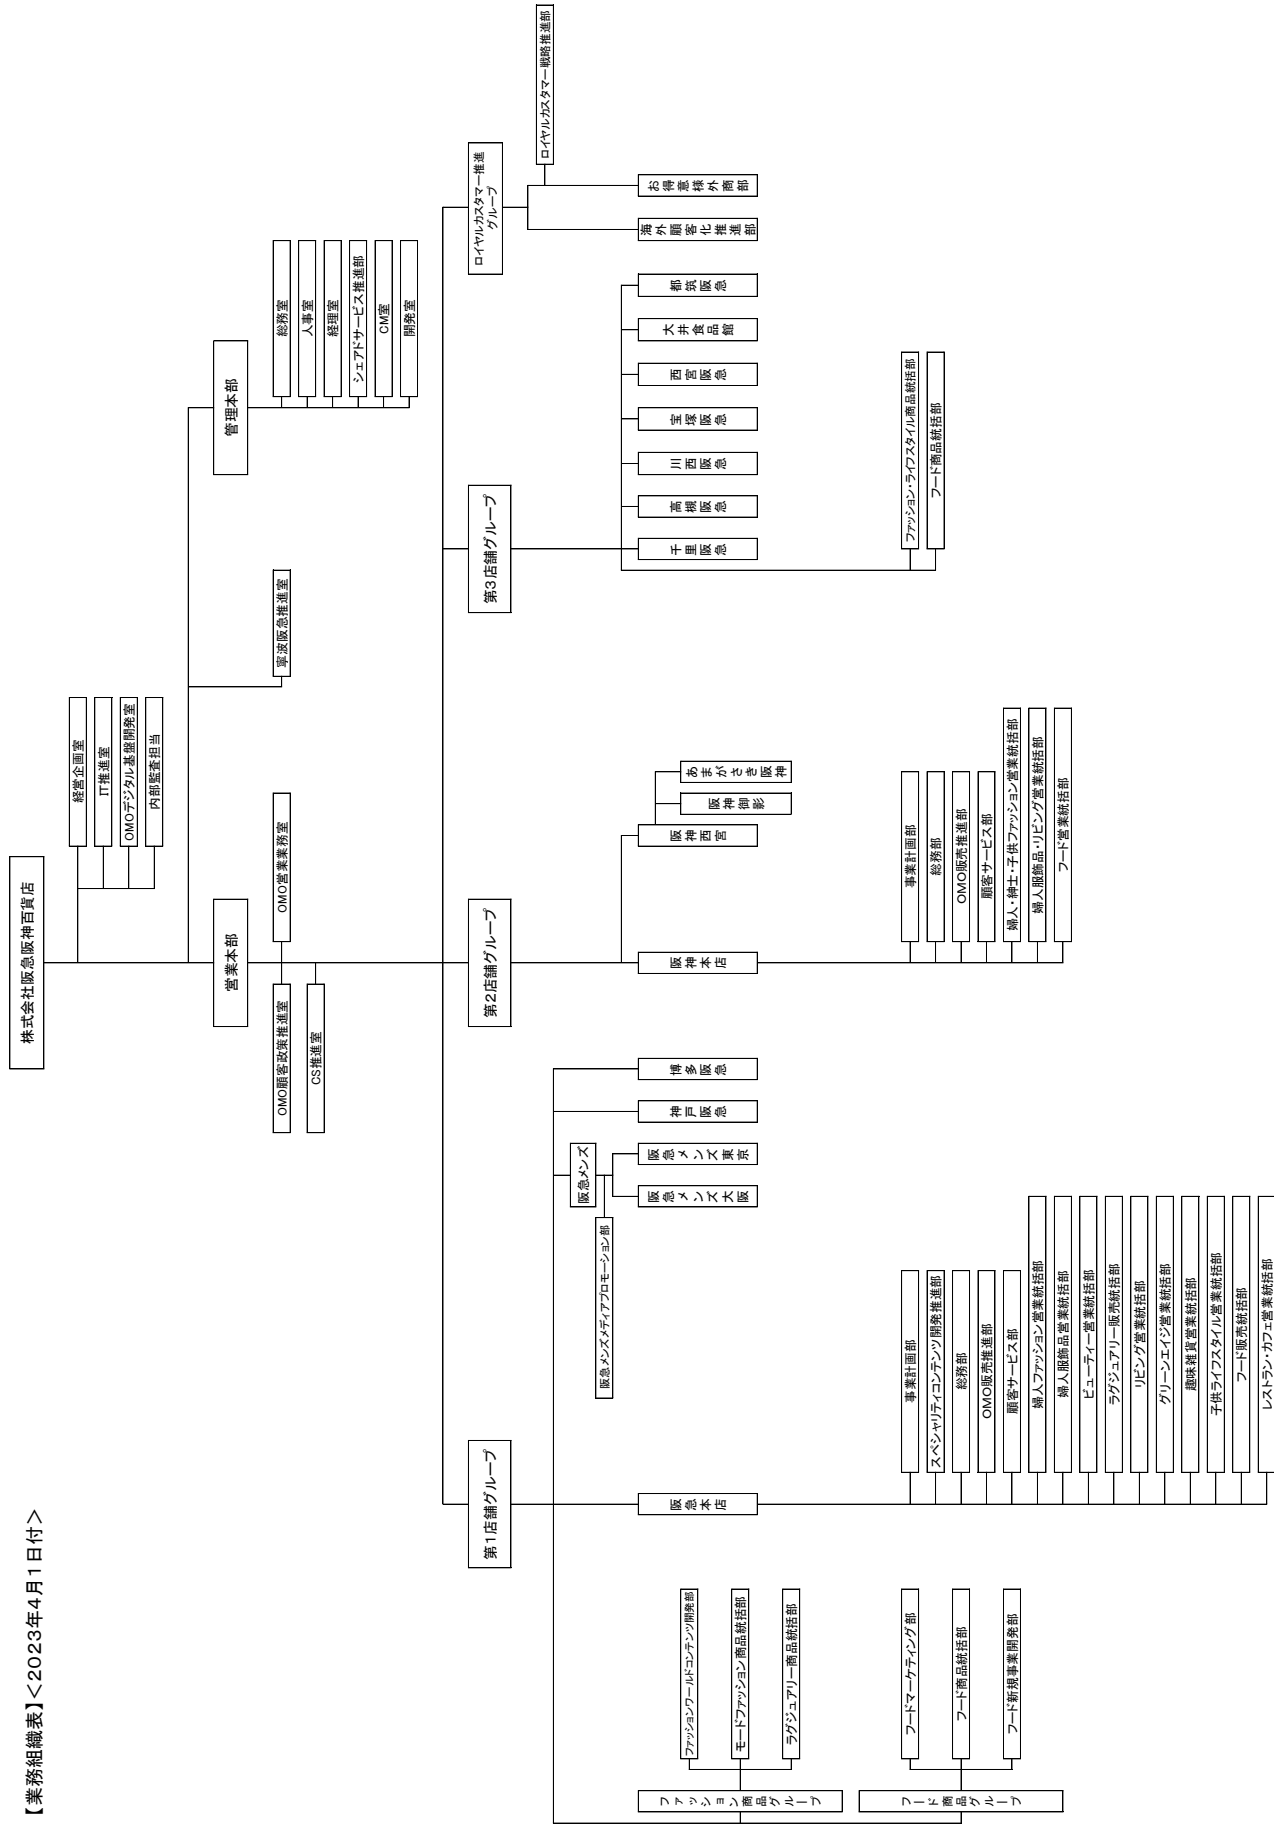 【業務組織表】＜2023年4月1日付＞
株式会社阪急阪神百貨店
経営企画室
IT推進室
OMOデジタル基盤開発室
内部監査担当
営業本部
管理本部
OMO顧客政策推進室
OMO営業業務室
CS推進室
寧波阪急推進室
総務室
人事室
経理室
シェアドサービス推進部
CM室
開発室
第1店舗グループ
第2店舗グループ
第3店舗グループ
ロイヤルカスタマー推進
グループ
ロイヤルカスタマー戦略推進部
阪急メンズ
阪急メンズメディアプロモーション部
ファッション商品グループ
ファッションワールドコンテンツ開発部
モードファッション商品統括部
ラグジュアリー商品統括部
フード商品グループ
フードマーケティング部
フード商品統括部
フード新規事業開発部
阪急本店
阪急メンズ大阪
阪急メンズ東京
神戸阪急
博多阪急
事業計画部
スペシャリティコンテンツ開発推進部
総務部
OMO販売推進部
顧客サービス部
婦人ファッション営業統括部
婦人服飾品営業統括部
ビューティー営業統括部
ラグジュアリー販売統括部
リビング営業統括部
グリーンエイジ営業統括部
趣味雑貨営業統括部
子供ライフスタイル営業統括部
フード販売統括部
レストラン・カフェ営業統括部
阪神本店
阪神西宮
阪神御影
あまがさき阪神
事業計画部
総務部
OMO販売推進部
顧客サービス部
婦人・紳士・子供ファッション営業統括部
婦人服飾品・リビング営業統括部
フード営業統括部
千里阪急
高槻阪急
川西阪急
宝塚阪急
西宮阪急
大井食品館
都筑阪急
ファッション・ライフスタイル商品統括部
フード商品統括部
海外顧客化推進部
お得意様外商部